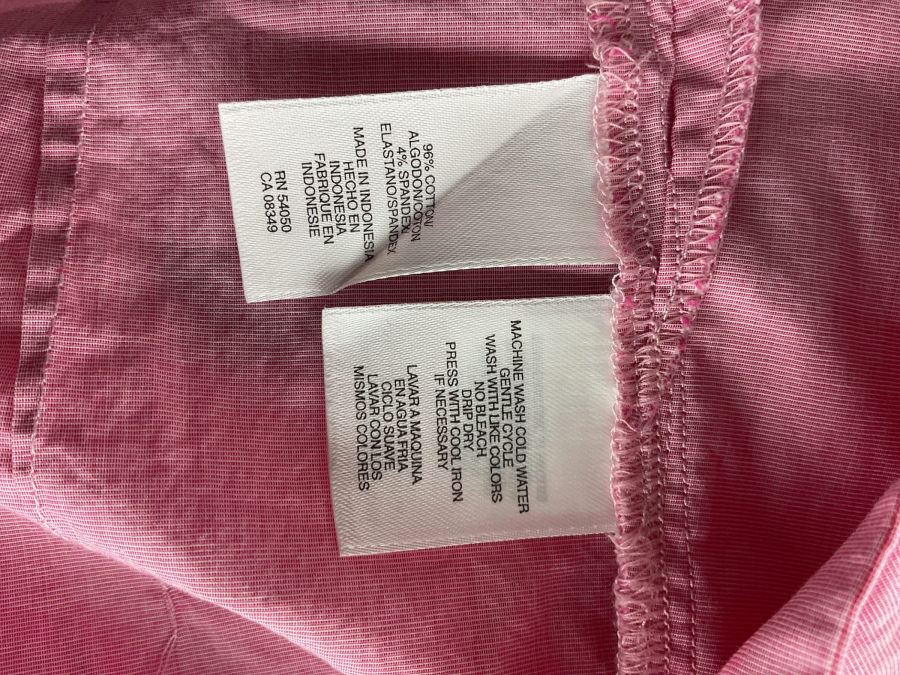 96% COTTON/
ALGODON/COTON
4% SPANDEX/
ELASTANO/SPANDEX
MADE IN INDONESIA
HECHO EN
INDONESIA
FABRIQUE EN
INDONESIE
RN 54050
CA 08349
MACHINE WASH COLD WATER
GENTLE CYCLE
WASH WITH LIKE COLORS
NO BLEACH
DRIP DRY
PRESS WITH COOL IRON
IF NECESSARY
LAVAR A MAQUINA
EN AGUA FRIA
CICLO SUAVE
LAVAR CON LOS
MISMOS COLORES